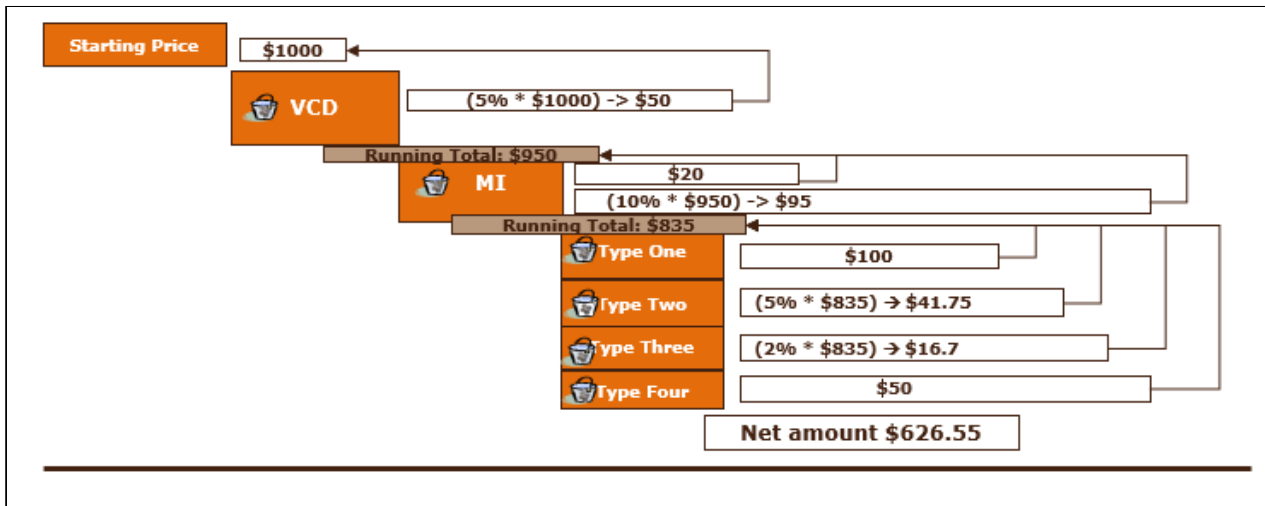 Starting Price
$1000
VCD
(5% * $1000) -> $50
Running Total: $950
MI
$20
(10% * $950) -> $95
Running Total: $835
Type One
$100
Type Two
(5% * $835) → $41.75
Type Three
(2% * $835) → $16.7
Type Four
$50
Net amount $626.55